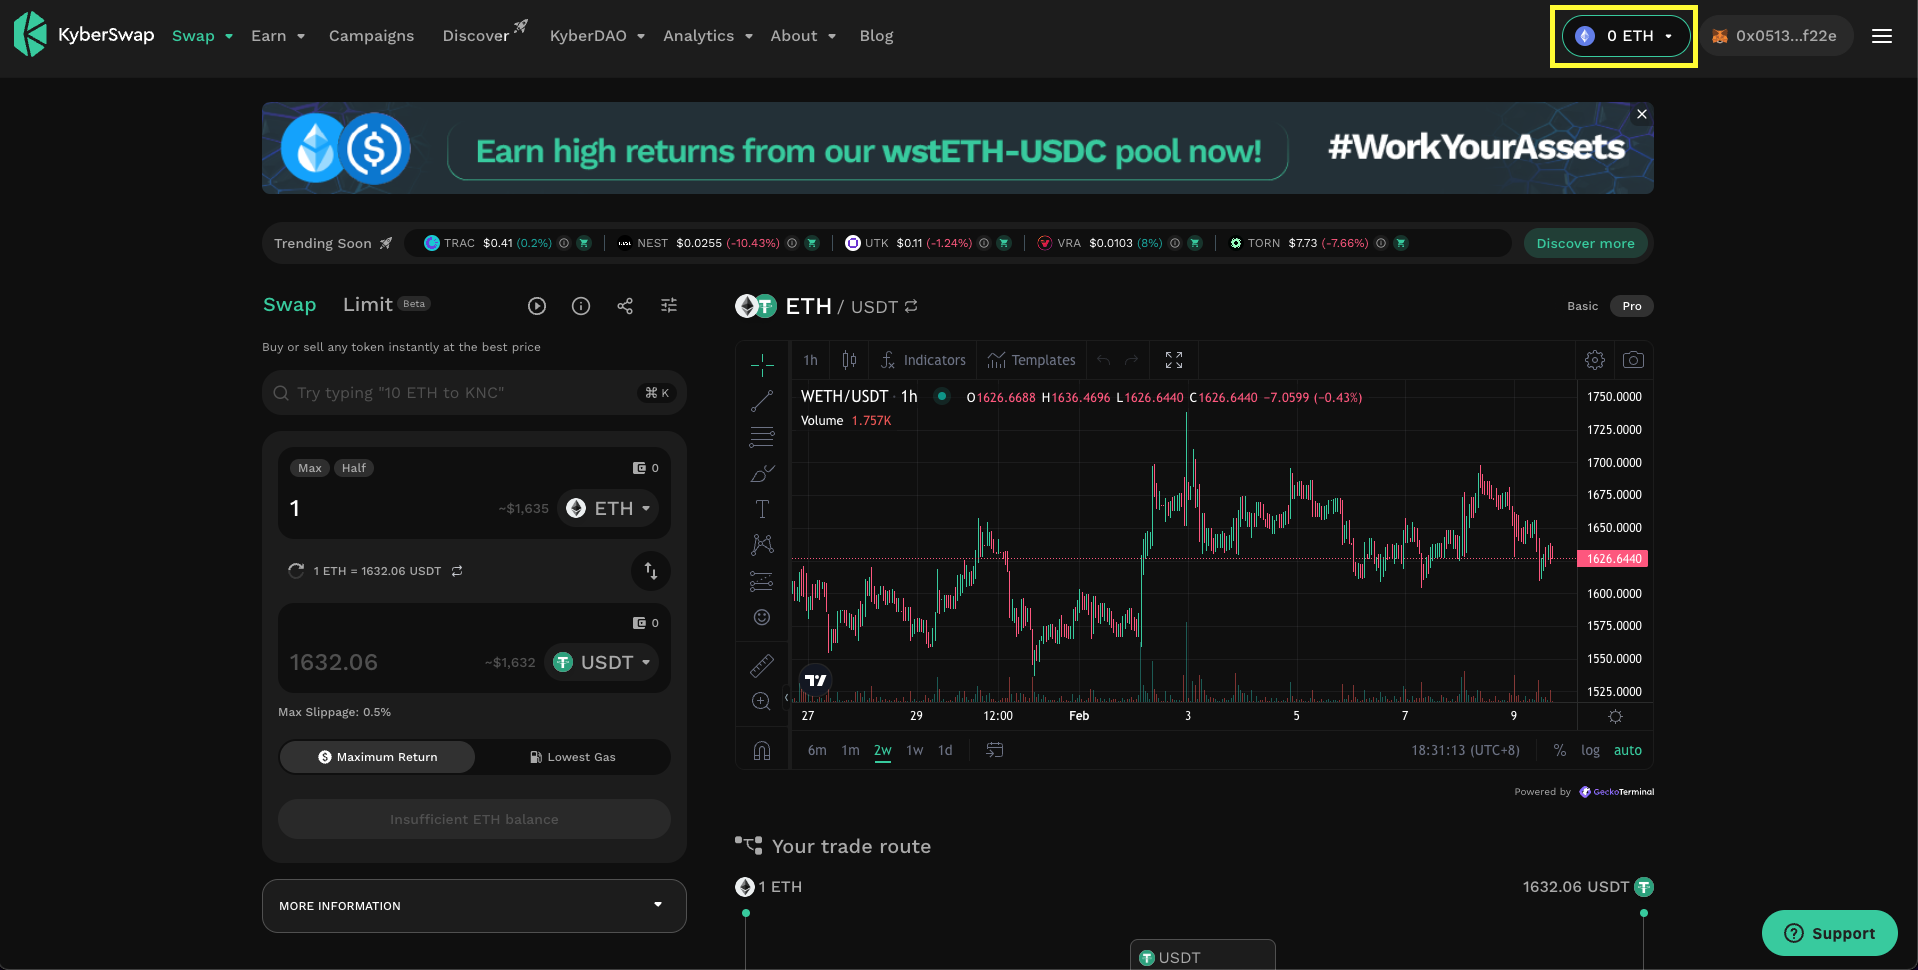 KyberSwap Swap Earn Campaigns Discover KyberDAO Analytics About Blog 0 ETH 0x0513...f22e
Earn high returns from our wstETH-USDC pool now! #WorkYourAssets
Trending Soon TRAC $0.41 (0.2%) NEST $0.0255 (-10.43%) UTK $0.11 (-1.24%) VRA $0.0103 (8%) TORN $7.73 (-7.66%) Discover more
Swap Limit Beta
Buy or sell any token instantly at the best price
Try typing "10 ETH to KNC" ⌘ K
Max Half 0
1 ~$1,635 ETH
1 ETH = 1632.06 USDT
0
1632.06 ~$1,632 USDT
Max Slippage: 0.5%
Maximum Return Lowest Gas
Insufficient ETH balance
MORE INFORMATION
ETH / USDT Basic Pro
1h Indicators Templates
WETH/USDT · 1h O1626.6688 H1636.4696 L1626.6440 C1626.6440 −7.0599 (−0.43%)
Volume 1.757K
1750.0000
1725.0000
1700.0000
1675.0000
1650.0000
1626.6440
1600.0000
1575.0000
1550.0000
1525.0000
27 29 12:00 Feb 3 5 7 9
6m 1m 2w 1w 1d 18:31:13 (UTC+8) % log auto
Powered by GeckoTerminal
Your trade route
1 ETH 1632.06 USDT
USDT
Support